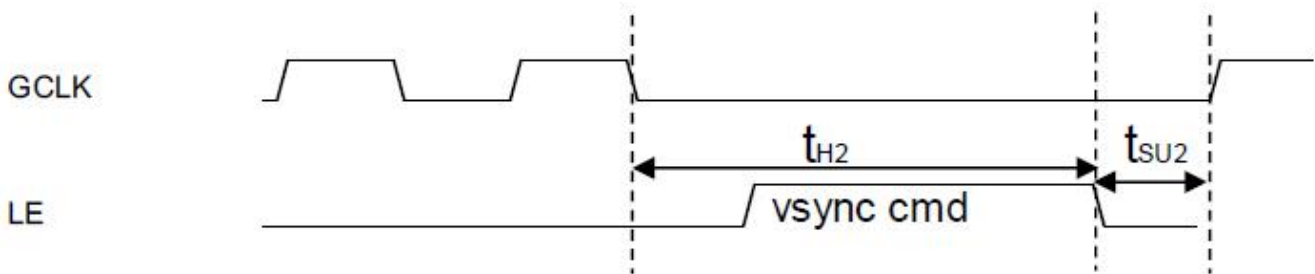 GCLK
tH2
tSU2
LE
vsync cmd